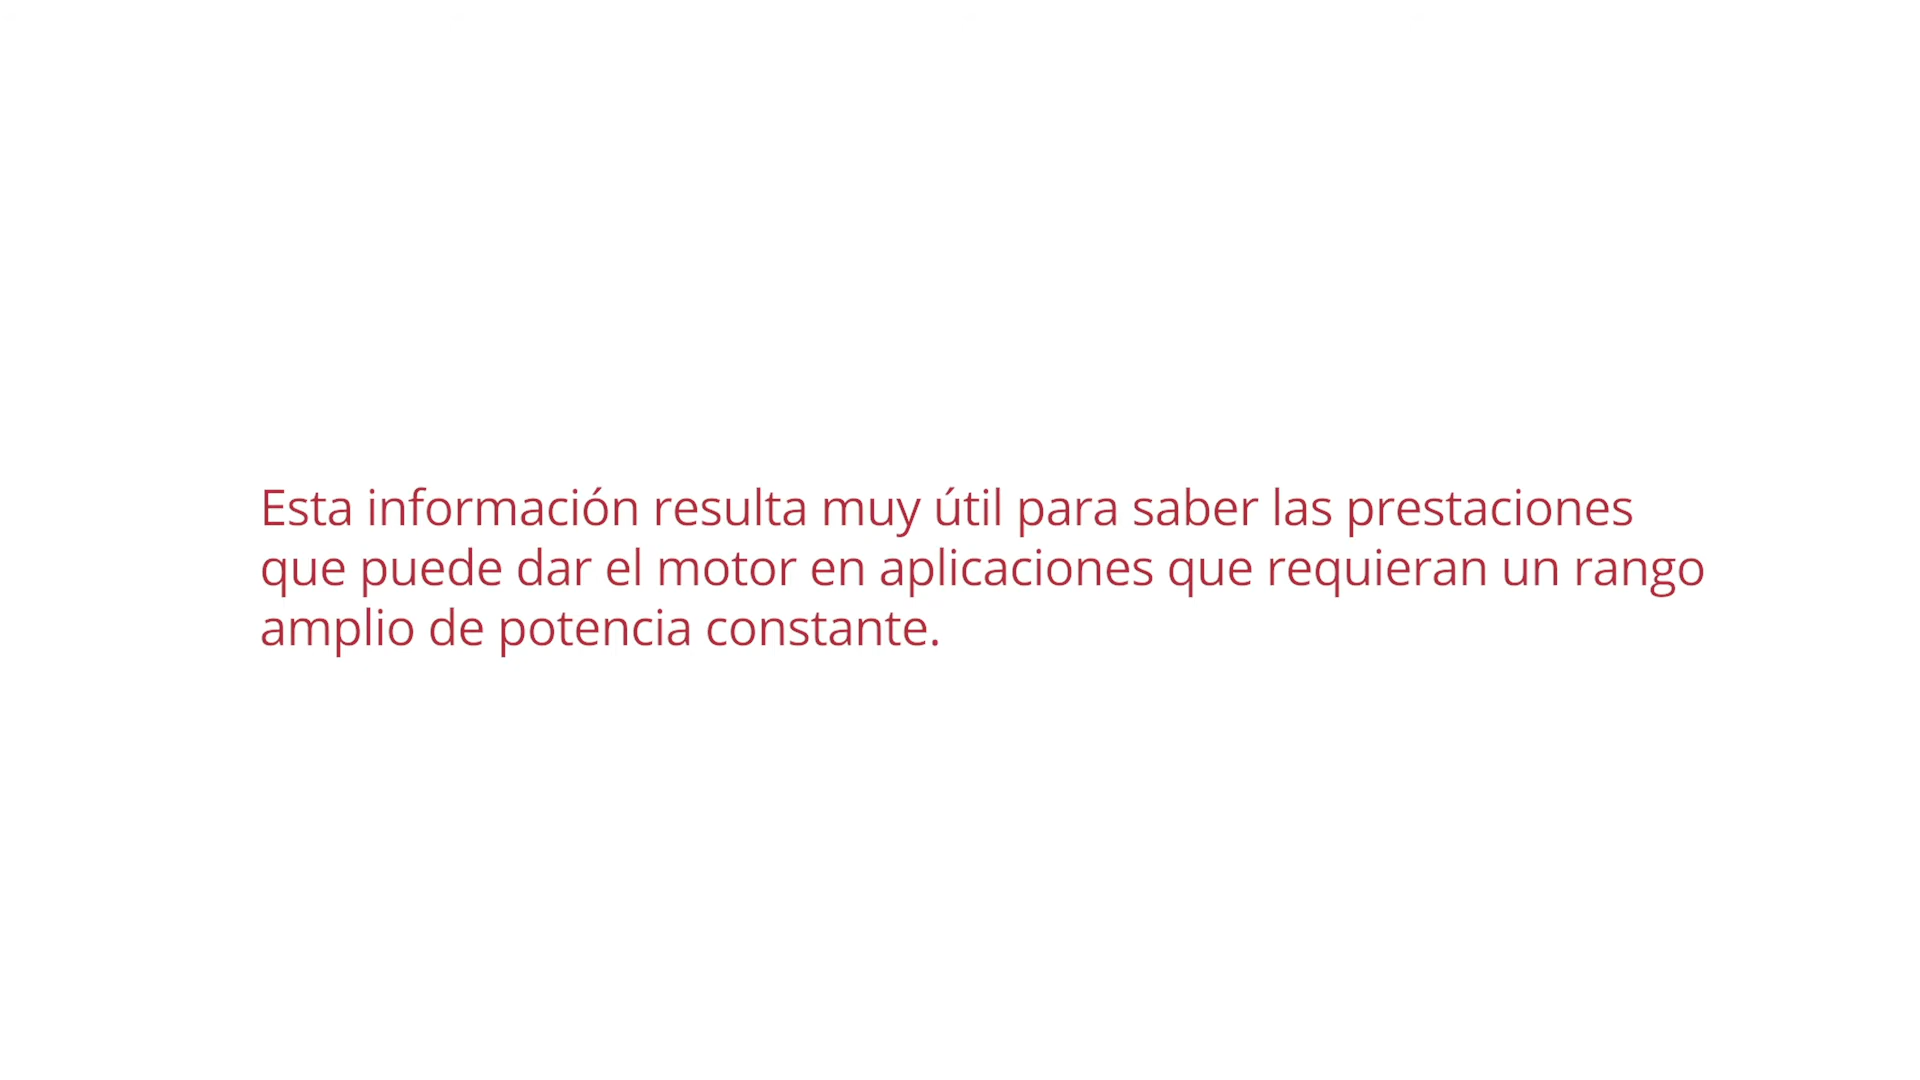 Esta información resulta muy útil para saber las prestaciones
que puede dar el motor en aplicaciones que requieran un rango
amplio de potencia constante.